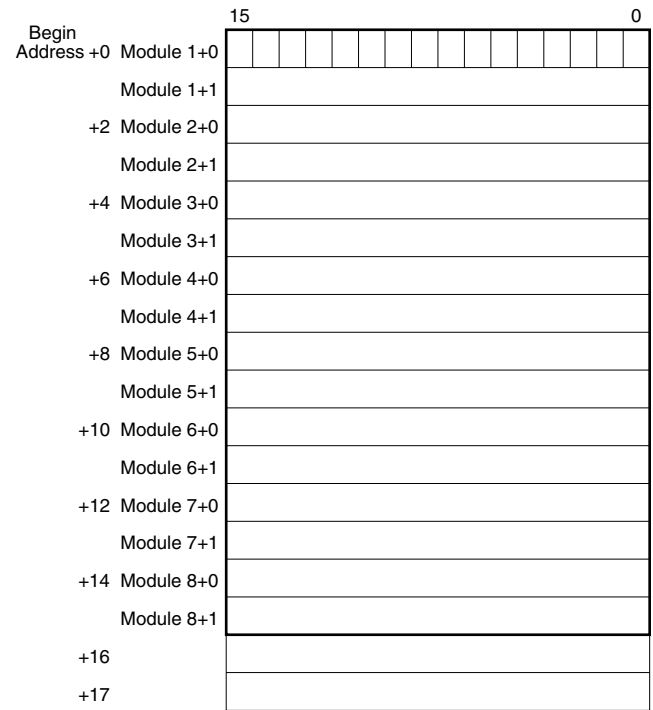 15 0
Begin
Address +0 Module 1+0
Module 1+1
+2 Module 2+0
Module 2+1
+4 Module 3+0
Module 3+1
+6 Module 4+0
Module 4+1
+8 Module 5+0
Module 5+1
+10 Module 6+0
Module 6+1
+12 Module 7+0
Module 7+1
+14 Module 8+0
Module 8+1
+16
+17